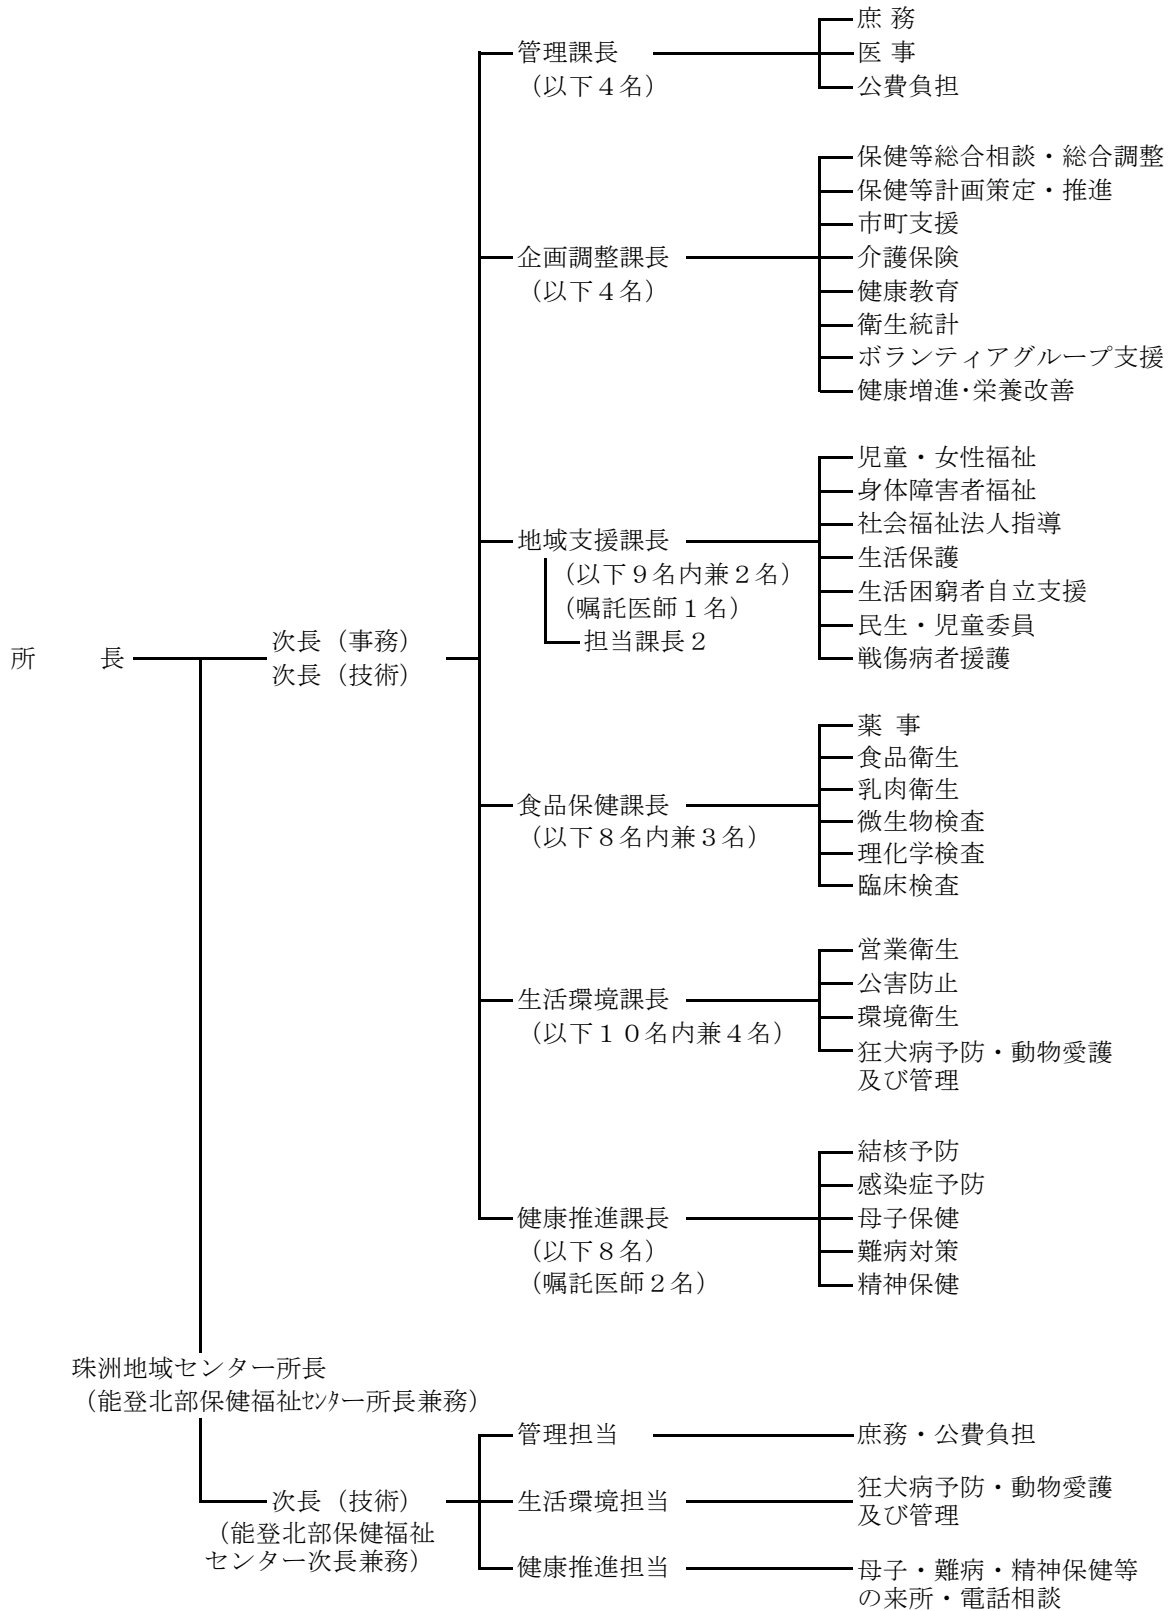 所　　長
次長（事務）
次長（技術）
管理課長
（以下４名）
庶 務
医 事
公費負担
企画調整課長
（以下４名）
保健等総合相談・総合調整
保健等計画策定・推進
市町支援
介護保険
健康教育
衛生統計
ボランティアグループ支援
健康増進･栄養改善
地域支援課長
（以下９名内兼２名）
（嘱託医師１名）
担当課長２
児童・女性福祉
身体障害者福祉
社会福祉法人指導
生活保護
生活困窮者自立支援
民生・児童委員
戦傷病者援護
食品保健課長
（以下８名内兼３名）
薬 事
食品衛生
乳肉衛生
微生物検査
理化学検査
臨床検査
生活環境課長
（以下１０名内兼４名）
営業衛生
公害防止
環境衛生
狂犬病予防・動物愛護
及び管理
健康推進課長
（以下８名）
（嘱託医師２名）
結核予防
感染症予防
母子保健
難病対策
精神保健
珠洲地域センター所長
（能登北部保健福祉ｾﾝﾀｰ所長兼務）
次長（技術）
（能登北部保健福祉
センター次長兼務）
管理担当
庶務・公費負担
生活環境担当
狂犬病予防・動物愛護
及び管理
健康推進担当
母子・難病・精神保健等
の来所・電話相談